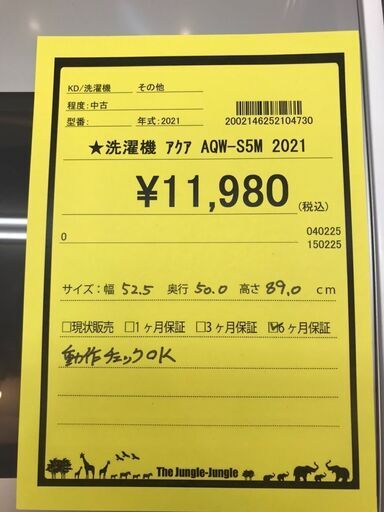 KD/洗濯機 その他
程度:中古
型番: 年式:2021
2002146252104730
★洗濯機 アクア AQW-S5M 2021
¥11,980(税込)
040225
0
150225
サイズ:幅 52.5 奥行 50.0 高さ 89.0 cm
□現状販売 □1ヶ月保証 □3ヶ月保証 ☑6ヶ月保証
動作チェックOK
The Jungle-Jungle